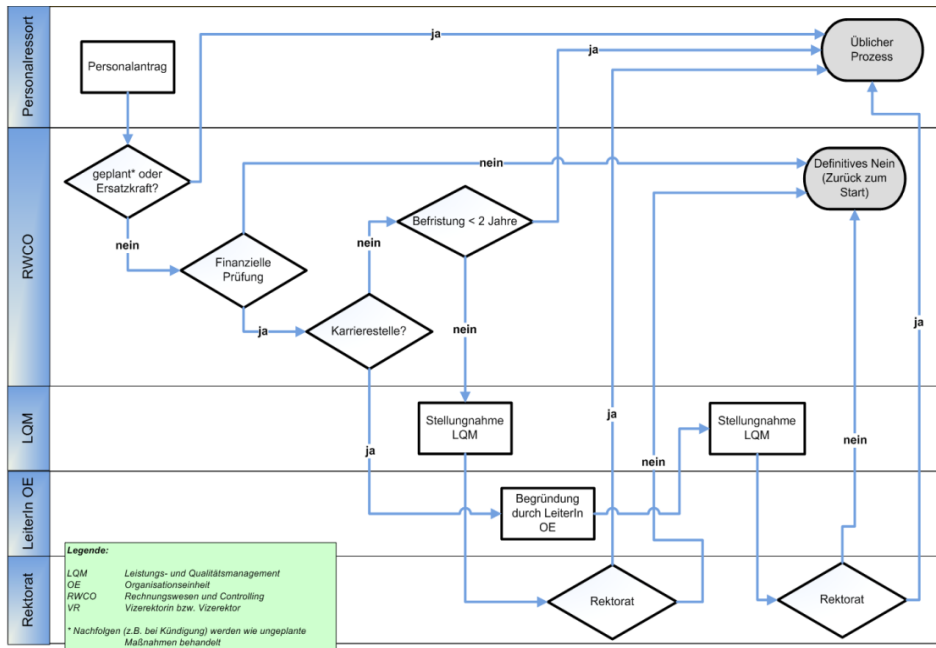 Personalressort
Personalantrag
ja
ja
Üblicher
Prozess
RWCO
geplant* oder
Ersatzkraft?
nein
nein
Finanzielle
Prüfung
ja
Karrierestelle?
nein
Befristung < 2 Jahre
nein
Definitives Nein
(Zurück zum
Start)
ja
LQM
ja
Stellungnahme
LQM
ja
nein
Stellungnahme
LQM
nein
LeiterIn OE
Begründung
durch LeiterIn
OE
Rektorat
Rektorat
Rektorat
Legende:
LQM Leistungs- und Qualitätsmanagement
OE Organisationseinheit
RWCO Rechnungswesen und Controlling
VR Vizerektorin bzw. Vizerektor
* Nachfolgen (z.B. bei Kündigung) werden wie ungeplante
Maßnahmen behandelt